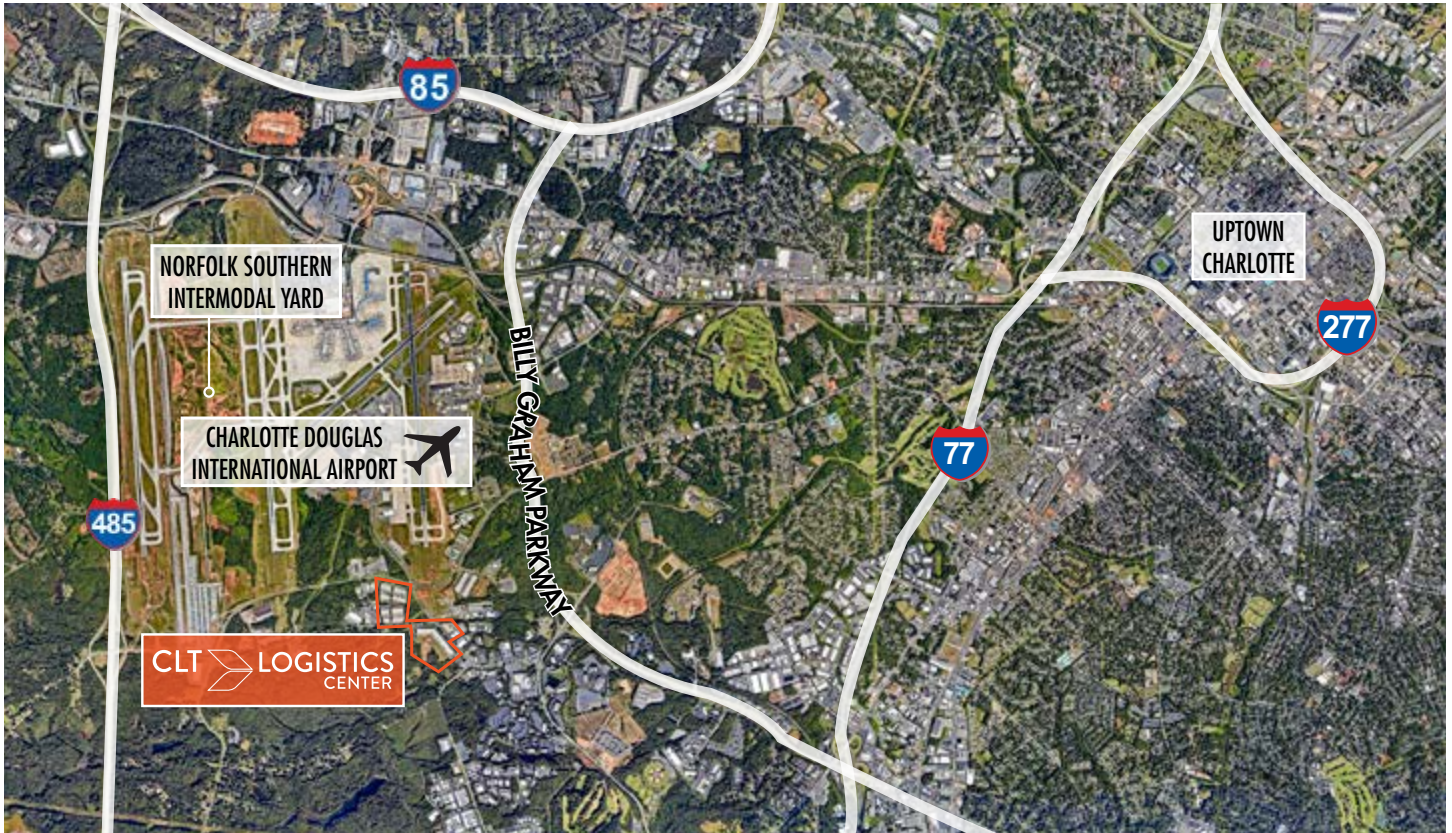 85
NORFOLK SOUTHERN
INTERMODAL YARD
UPTOWN
CHARLOTTE
277
BILLY GRAHAM PARKWAY
CHARLOTTE DOUGLAS
INTERNATIONAL AIRPORT
77
485
CLT LOGISTICS
CENTER